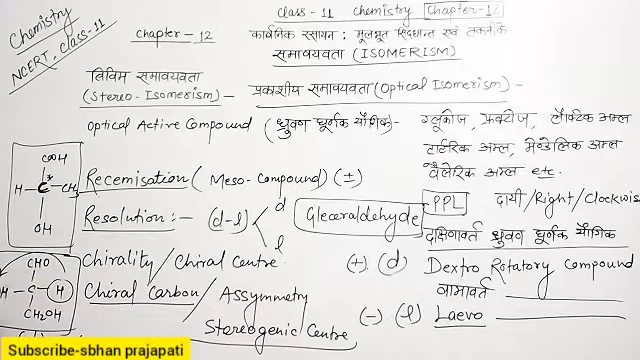 Chemistry
NCERT, class-11
class-11 chemistry Chapter-12
chapter-12 कार्बनिक रसायन : मूलभूत सिद्धान्त एवं तकनीके
समावयवता (ISOMERISM)
त्रिविम समावयवता
(Stereo-Isomerism) - प्रकाशीय समावयवता (Optical Isomerism) -
Optical Active Compound (ध्रुवण घूर्णक यौगिक) - ग्लूकोज, फ्रक्टोज, लैक्टिक अम्ल
टार्टरिक अम्ल, मेण्डेलिक अम्ल
वैलेरिक अम्ल etc.
COOH
H - C* - CH3
OH
Recemisation (Meso-Compound) (±)
PPL दायी/Right/Clockwis
Resolution:- (d-l) d l Gleceraldehyde
दक्षिणावर्त ध्रुवण घूर्णक यौगिक
Chirality/Chiral Centre.
(+) (d) Dextro Rotatory Compound
CHO
H - C - H
CH2OH
Chiral Carbon/Assymmetry
वामावर्त
Stereogenic Centre
(-) (l) Laevo
Subscribe-sbhan prajapati